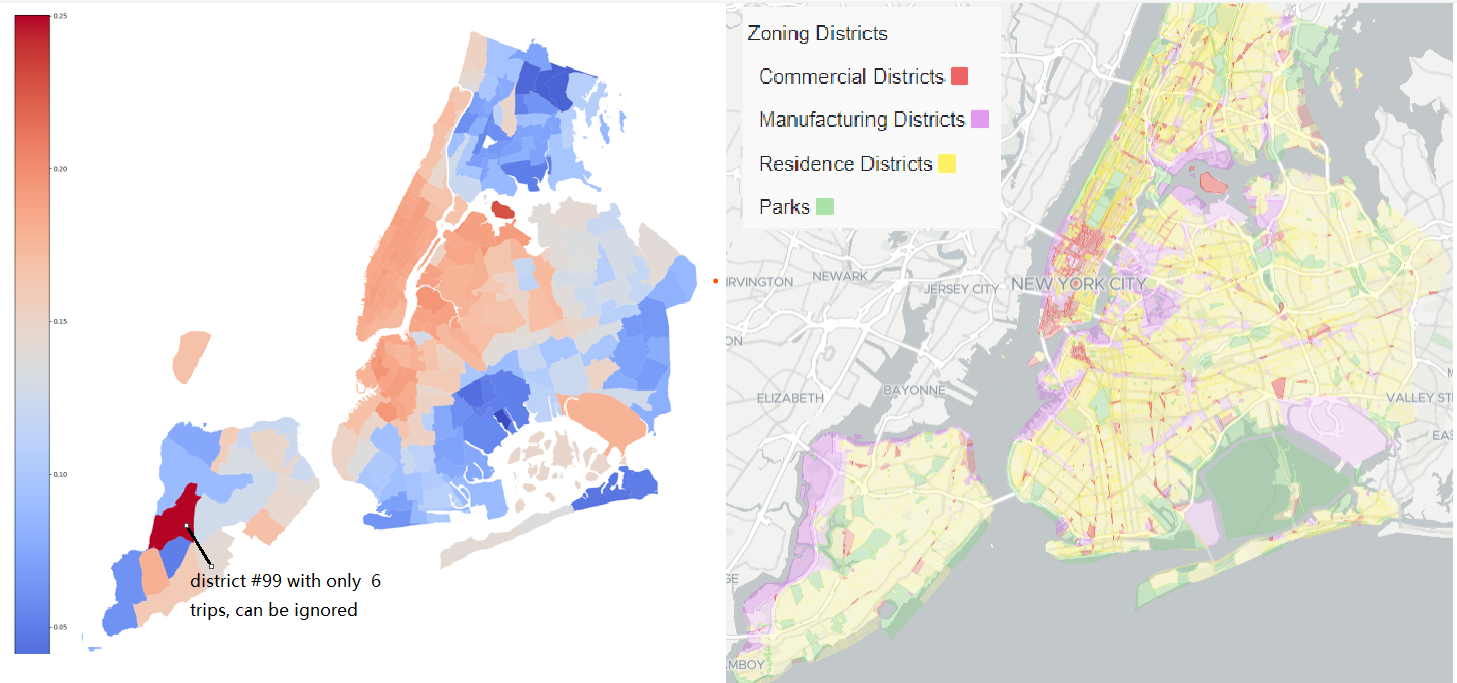 0.25
0.20
0.15
0.10
0.05
district #99 with only 6
trips, can be ignored
Zoning Districts
Commercial Districts
Manufacturing Districts
Residence Districts
Parks
IRVINGTON
NEWARK
JERSEY CITY
NEW YORK CITY
ON
ELIZABETH
BAYONNE
VALLEY ST
EAS
GE
MBOY